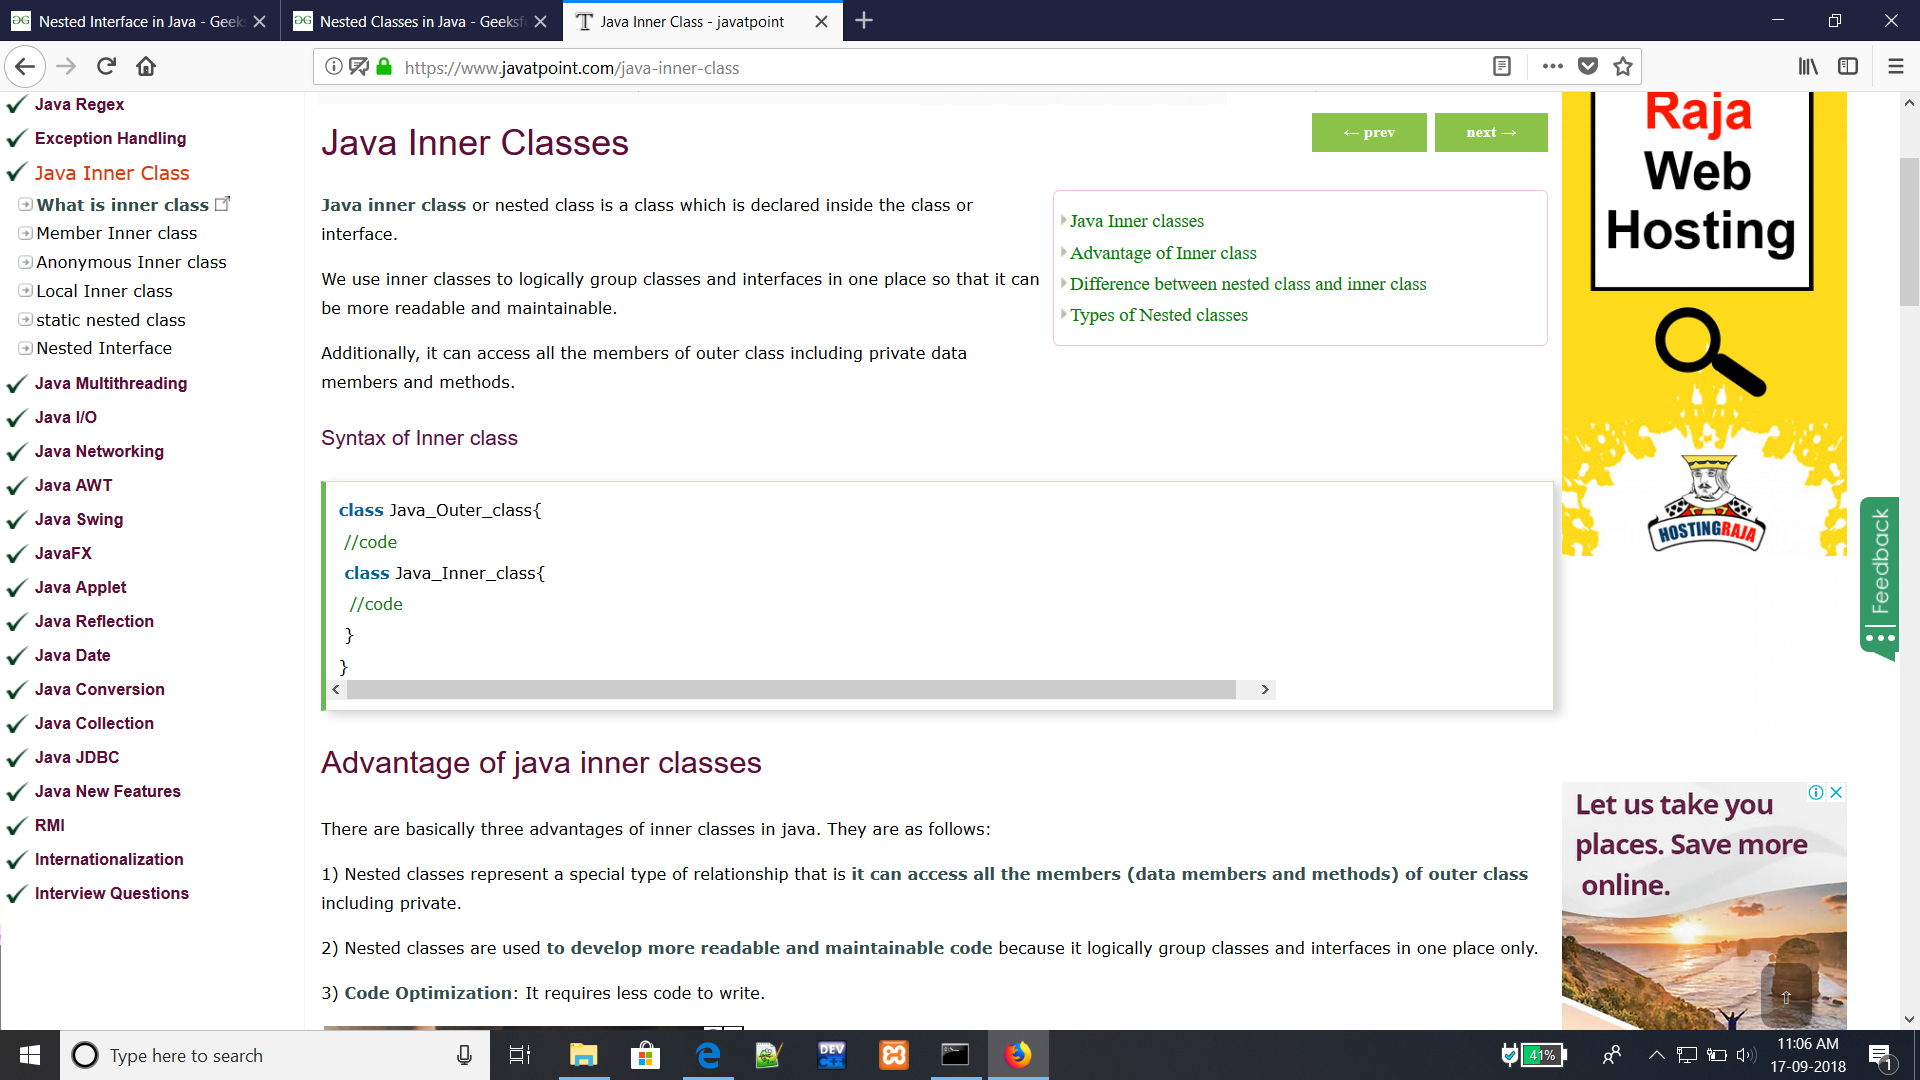 Nested Interface in Java - Geeks
Nested Classes in Java - Geeksf
Java Inner Class - javatpoint
https://www.javatpoint.com/java-inner-class
Java Regex
Exception Handling
Java Inner Class
What is inner class
Member Inner class
Anonymous Inner class
Local Inner class
static nested class
Nested Interface
Java Multithreading
Java I/O
Java Networking
Java AWT
Java Swing
JavaFX
Java Applet
Java Reflection
Java Date
Java Conversion
Java Collection
Java JDBC
Java New Features
RMI
Internationalization
Interview Questions
Java Inner Classes
← prev
next →
Java inner class or nested class is a class which is declared inside the class or
interface.
We use inner classes to logically group classes and interfaces in one place so that it can
be more readable and maintainable.
Additionally, it can access all the members of outer class including private data
members and methods.
Java Inner classes
Advantage of Inner class
Difference between nested class and inner class
Types of Nested classes
Syntax of Inner class
class Java_Outer_class{
//code
class Java_Inner_class{
//code
}
}
Advantage of java inner classes
There are basically three advantages of inner classes in java. They are as follows:
1) Nested classes represent a special type of relationship that is it can access all the members (data members and methods) of outer class
including private.
2) Nested classes are used to develop more readable and maintainable code because it logically group classes and interfaces in one place only.
3) Code Optimization: It requires less code to write.
Raja
Web
Hosting
HOSTINGRAJA
Feedback
Let us take you
places. Save more
online.
Type here to search
DEV
C++
41%
11:06 AM
17-09-2018
1